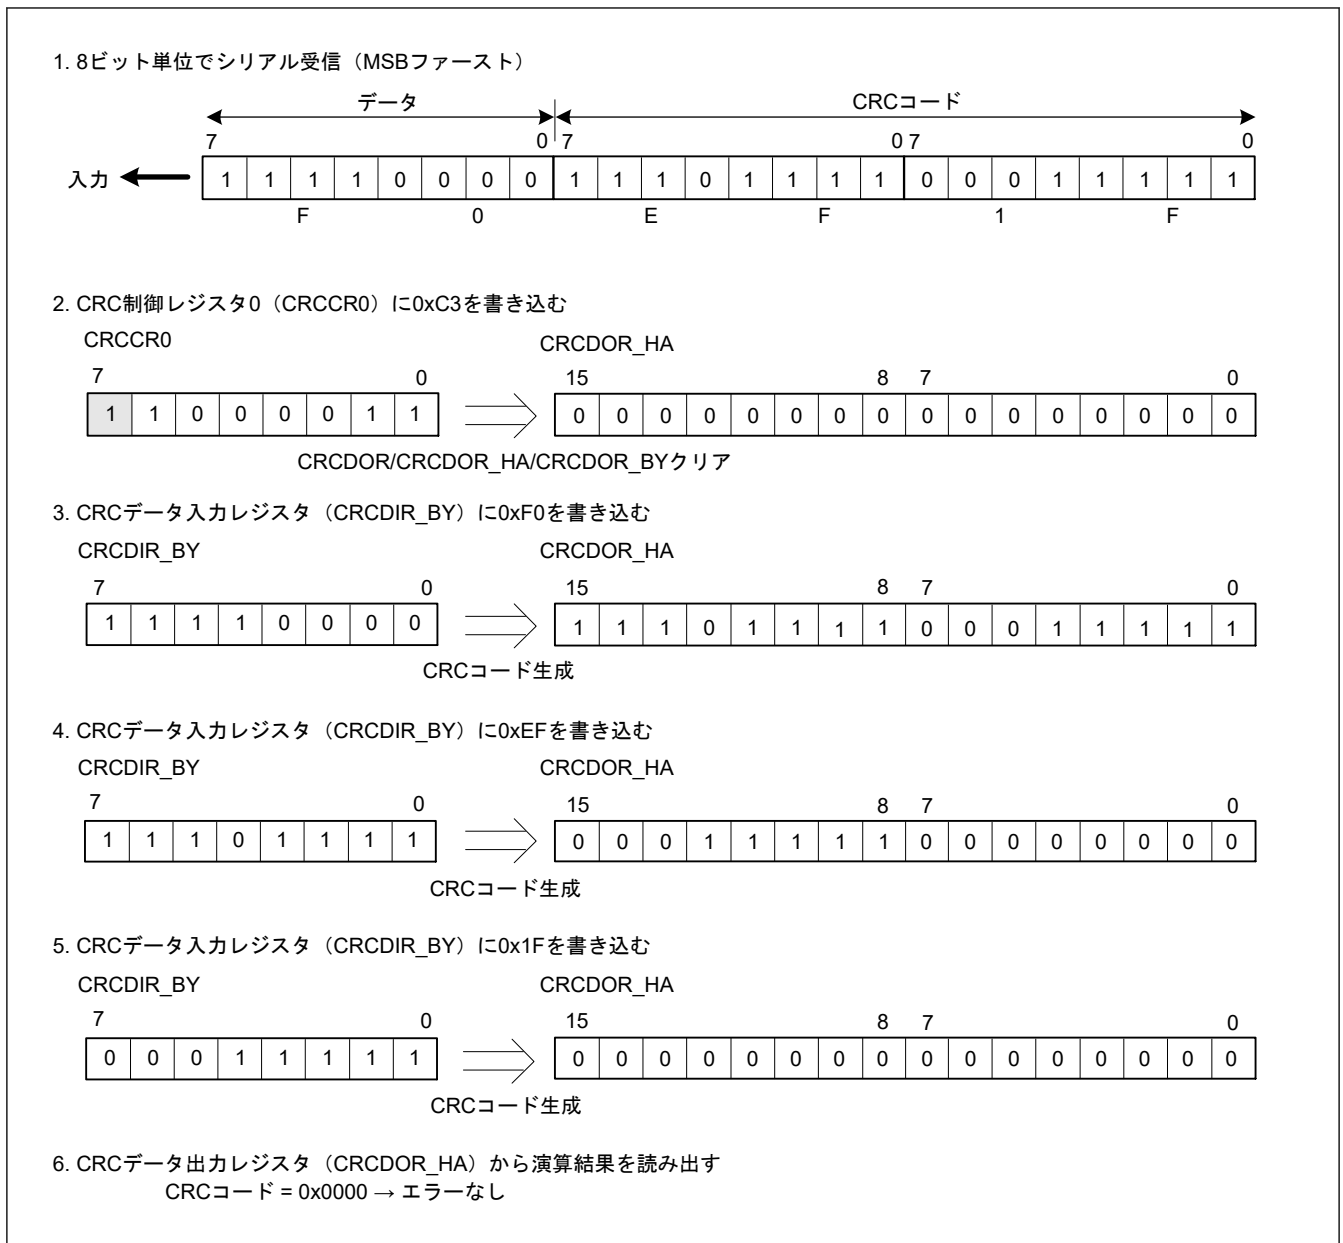 1. 8ビット単位でシリアル受信（MSBファースト）
データ CRCコード
7 0 7 0 7 0
入力 1 1 1 1 0 0 0 0 1 1 1 0 1 1 1 1 0 0 0 1 1 1 1 1
F 0 E F 1 F
2. CRC制御レジスタ0（CRCCR0）に0xC3を書き込む
CRCCR0 CRCDOR_HA
7 0 15 8 7 0
1 1 0 0 0 0 1 1 0 0 0 0 0 0 0 0 0 0 0 0 0 0 0 0
CRCDOR/CRCDOR_HA/CRCDOR_BYクリア
3. CRCデータ入力レジスタ（CRCDIR_BY）に0xF0を書き込む
CRCDIR_BY CRCDOR_HA
7 0 15 8 7 0
1 1 1 1 0 0 0 0 1 1 1 0 1 1 1 1 0 0 0 1 1 1 1 1
CRCコード生成
4. CRCデータ入力レジスタ（CRCDIR_BY）に0xEFを書き込む
CRCDIR_BY CRCDOR_HA
7 0 15 8 7 0
1 1 1 0 1 1 1 1 0 0 0 1 1 1 1 1 0 0 0 0 0 0 0 0
CRCコード生成
5. CRCデータ入力レジスタ（CRCDIR_BY）に0x1Fを書き込む
CRCDIR_BY CRCDOR_HA
7 0 15 8 7 0
0 0 0 1 1 1 1 1 0 0 0 0 0 0 0 0 0 0 0 0 0 0 0 0
CRCコード生成
6. CRCデータ出力レジスタ（CRCDOR_HA）から演算結果を読み出す
CRCコード = 0x0000 → エラーなし